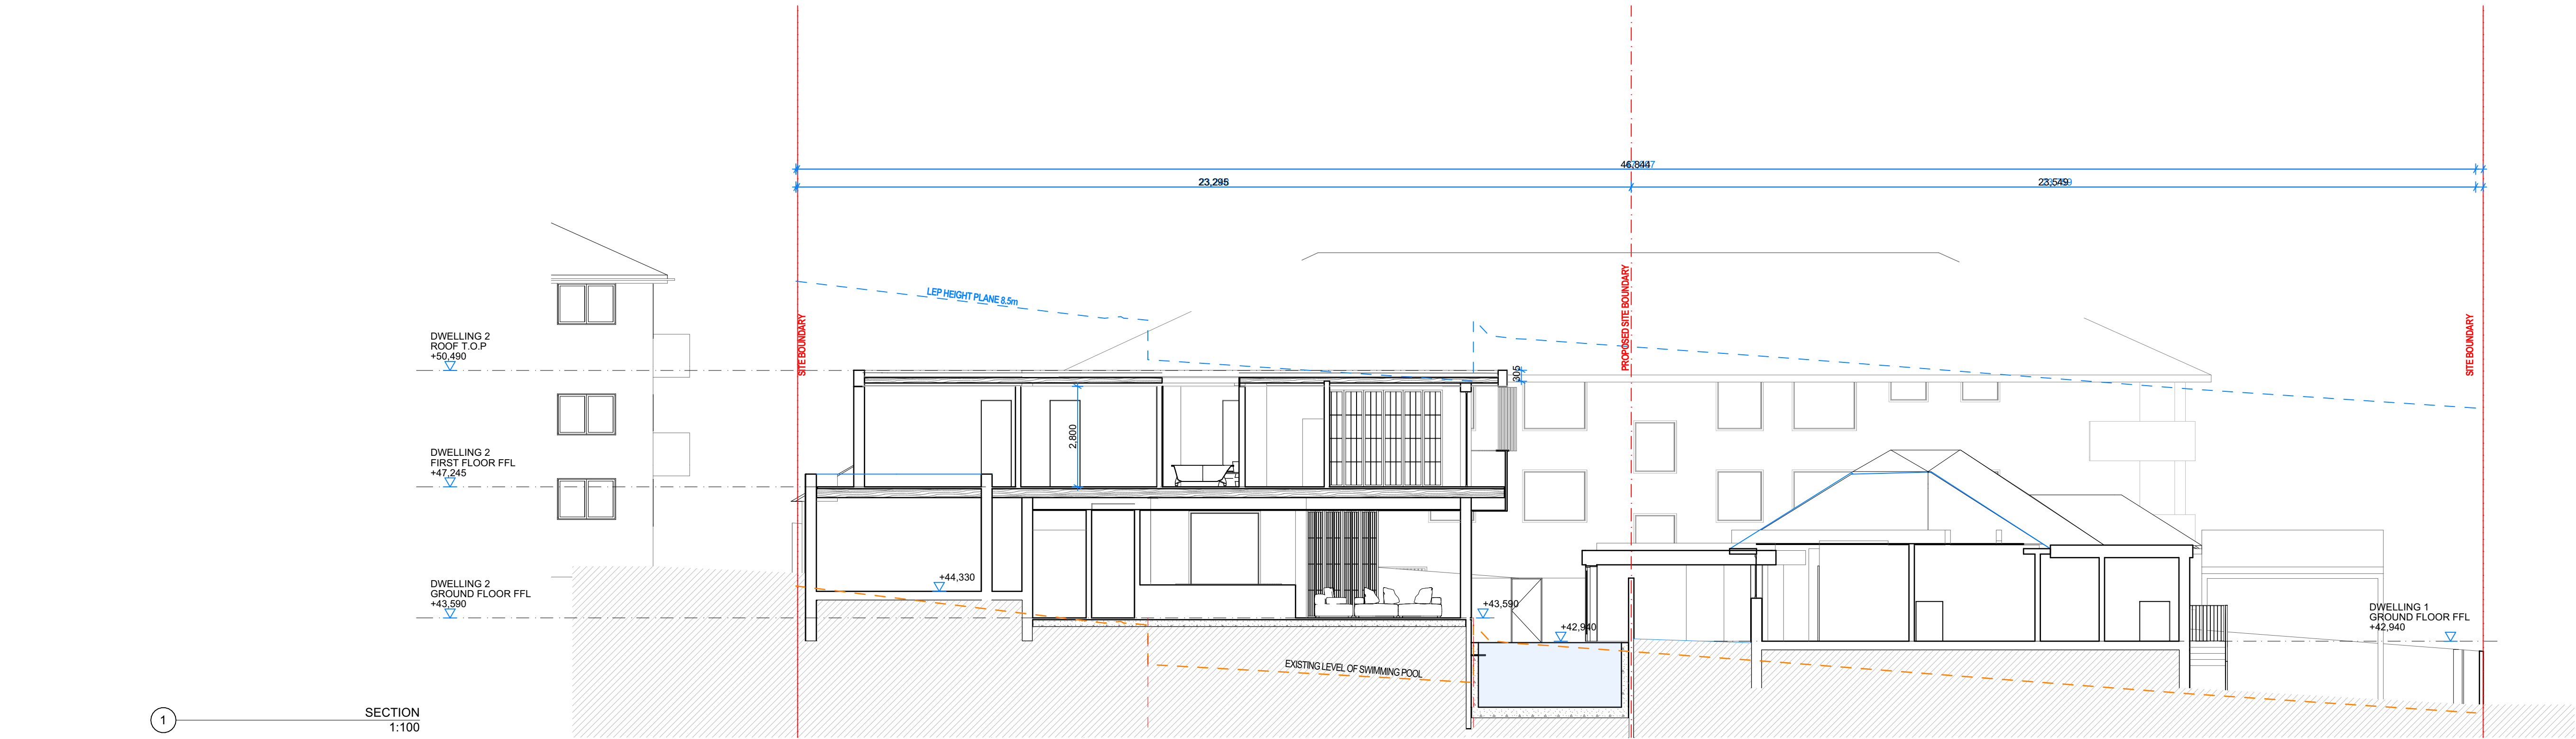 46,844
23,295
23,549
LEP HEIGHT PLANE 8.5m
SITE BOUNDARY
PROPOSED SITE BOUNDARY
SITE BOUNDARY
DWELLING 2
ROOF T.O.P
+50,490
305
2,800
DWELLING 2
FIRST FLOOR FFL
+47,245
DWELLING 2
GROUND FLOOR FFL
+43,590
+44,330
+43,590
+42,940
DWELLING 1
GROUND FLOOR FFL
+42,940
EXISTING LEVEL OF SWIMMING POOL
1
SECTION
1:100